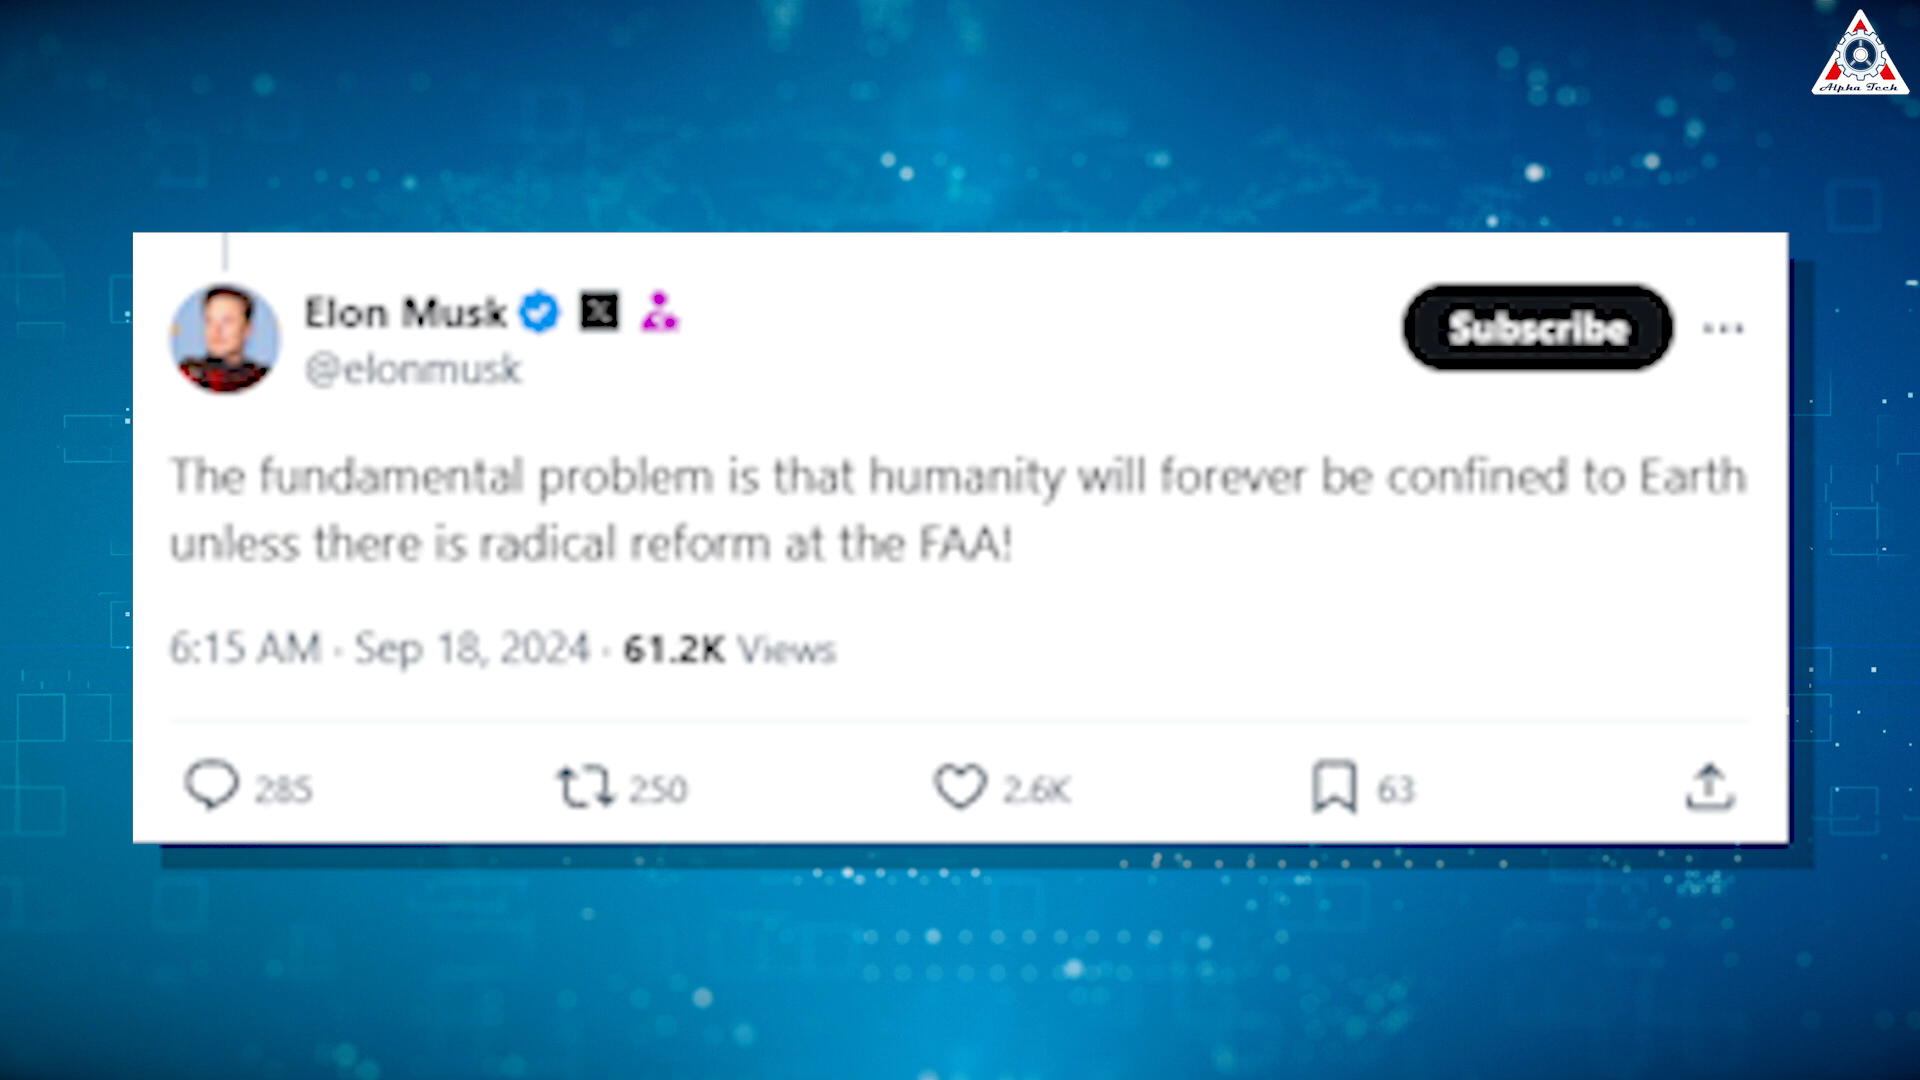 Alpha Tech
Elon Musk
@elonmusk
Subscribe
The fundamental problem is that humanity will forever be confined to Earth
unless there is radical reform at the FAA!
6:15 AM · Sep 18, 2024 · 61.2K Views
285 250 2.6K 63